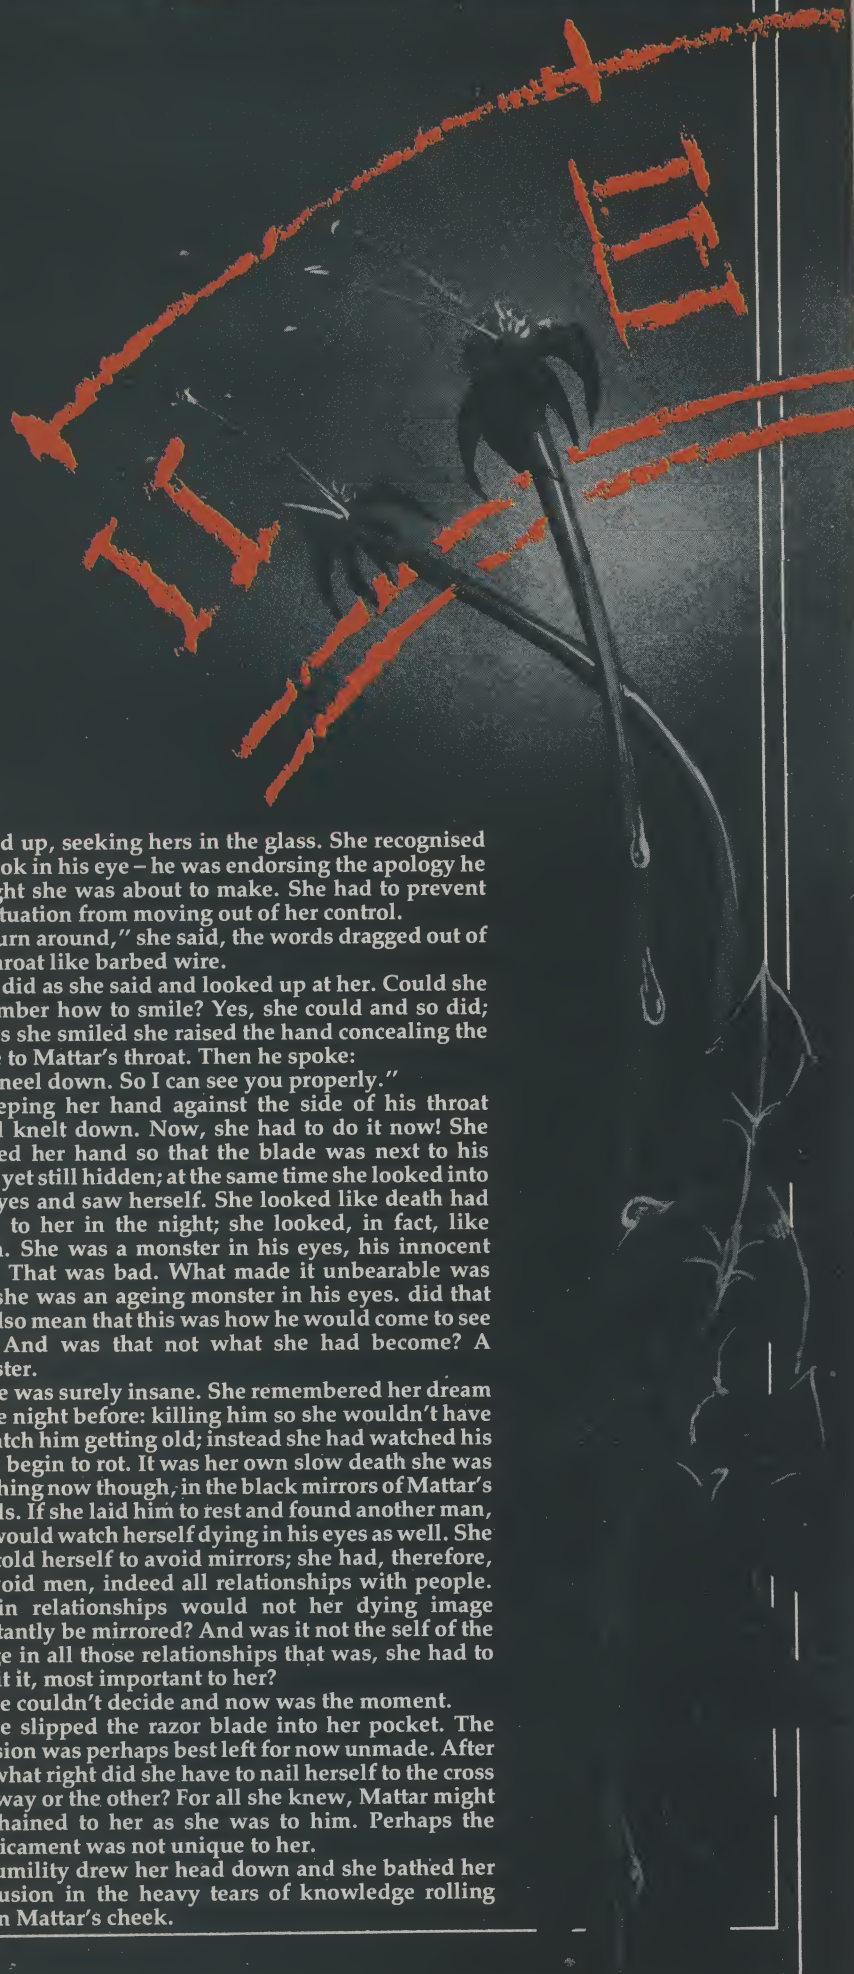 III
II
d up, seeking hers in the glass. She recognised
ok in his eye – he was endorsing the apology he
ght she was about to make. She had to prevent
tuation from moving out of her control.
urn around,” she said, the words dragged out of
hroat like barbed wire.
did as she said and looked up at her. Could she
mber how to smile? Yes, she could and so did;
s she smiled she raised the hand concealing the
e to Mattar’s throat. Then he spoke:
neel down. So I can see you properly.”
eping her hand against the side of his throat
l knelt down. Now, she had to do it now! She
ed her hand so that the blade was next to his
yet still hidden; at the same time she looked into
yes and saw herself. She looked like death had
to her in the night; she looked, in fact, like
n. She was a monster in his eyes, his innocent
That was bad. What made it unbearable was
she was an ageing monster in his eyes. did that
lso mean that this was how he would come to see
And was that not what she had become? A
ster.
e was surely insane. She remembered her dream
e night before: killing him so she wouldn’t have
atch him getting old; instead she had watched his
begin to rot. It was her own slow death she was
hing now though, in the black mirrors of Mattar’s
ls. If she laid him to rest and found another man,
would watch herself dying in his eyes as well. She
told herself to avoid mirrors; she had, therefore,
void men, indeed all relationships with people.
in relationships would not her dying image
tantly be mirrored? And was it not the self of the
ge in all those relationships that was, she had to
it it, most important to her?
e couldn’t decide and now was the moment.
e slipped the razor blade into her pocket. The
sion was perhaps best left for now unmade. After
what right did she have to nail herself to the cross
way or the other? For all she knew, Mattar might
hained to her as she was to him. Perhaps the
icament was not unique to her.
umility drew her head down and she bathed her
usion in the heavy tears of knowledge rolling
n Mattar’s cheek.